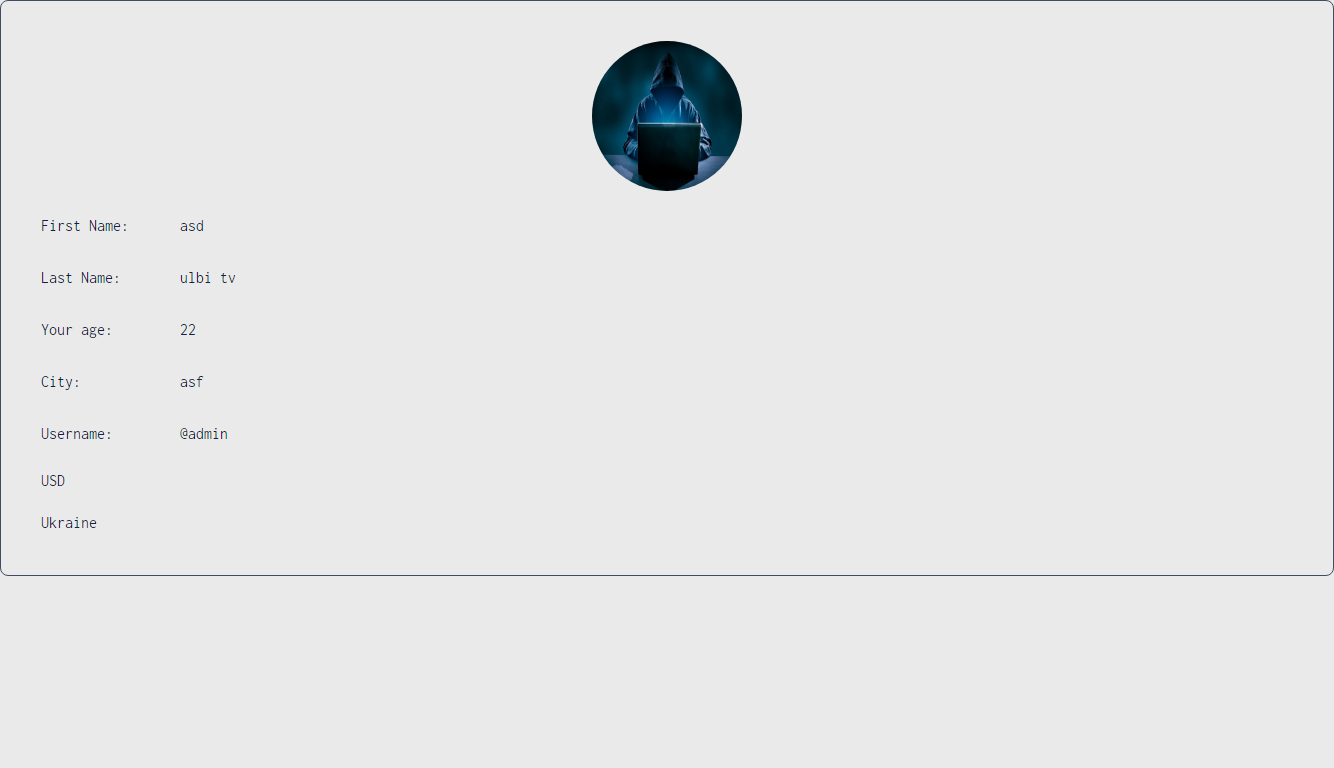 First Name: asd
Last Name: ulbi tv
Your age: 22
City: asf
Username: @admin
USD
Ukraine